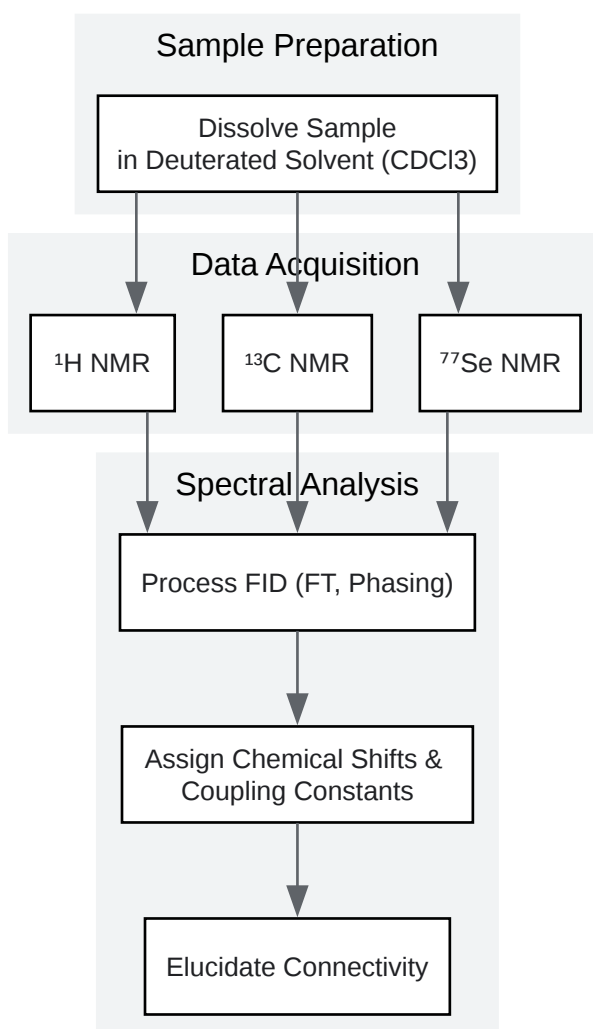 Sample Preparation
Dissolve Sample
in Deuterated Solvent (CDCl3)
Data Acquisition
¹H NMR
¹³C NMR
⁷⁷Se NMR
Spectral Analysis
Process FID (FT, Phasing)
Assign Chemical Shifts &
Coupling Constants
Elucidate Connectivity